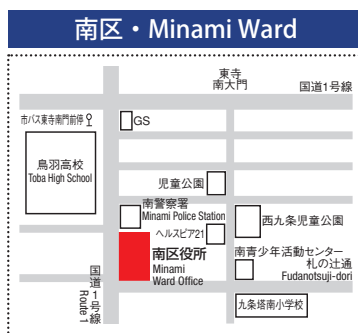 南区・Minami Ward
東寺
南大門
国道1号線
市バス東寺南門前停
GS
鳥羽高校
Toba High School
児童公園
南警察署
Minami Police Station
西九条児童公園
ヘルスピア21
南区役所
Minami
Ward Office
南青少年活動センター
札の辻通
Fudanotsuji-dori
国道1号線
Route 1
九条塔南小学校